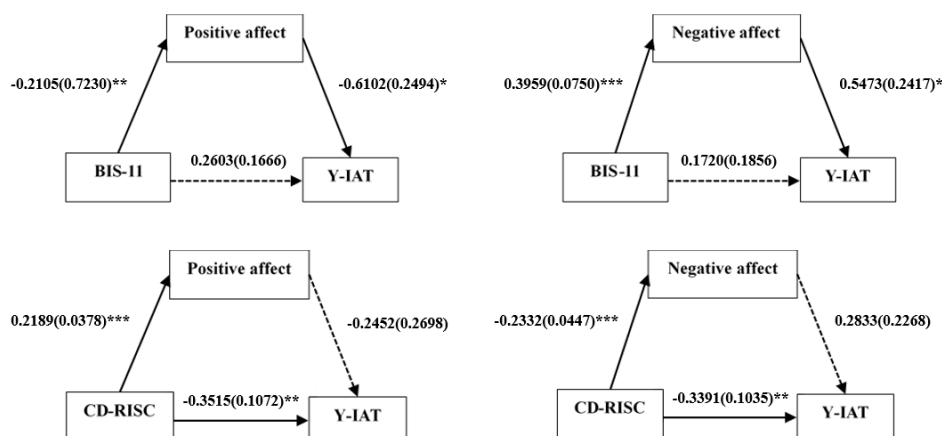 Positive affect
Negative affect
-0.2105(0.7230)**
-0.6102(0.2494)*
0.3959(0.0750)***
0.5473(0.2417)*
0.2603(0.1666)
0.1720(0.1856)
BIS-11
Y-IAT
BIS-11
Y-IAT
Positive affect
Negative affect
0.2189(0.0378)***
-0.2452(0.2698)
-0.2332(0.0447)***
0.2833(0.2268)
-0.3515(0.1072)**
-0.3391(0.1035)**
CD-RISC
Y-IAT
CD-RISC
Y-IAT